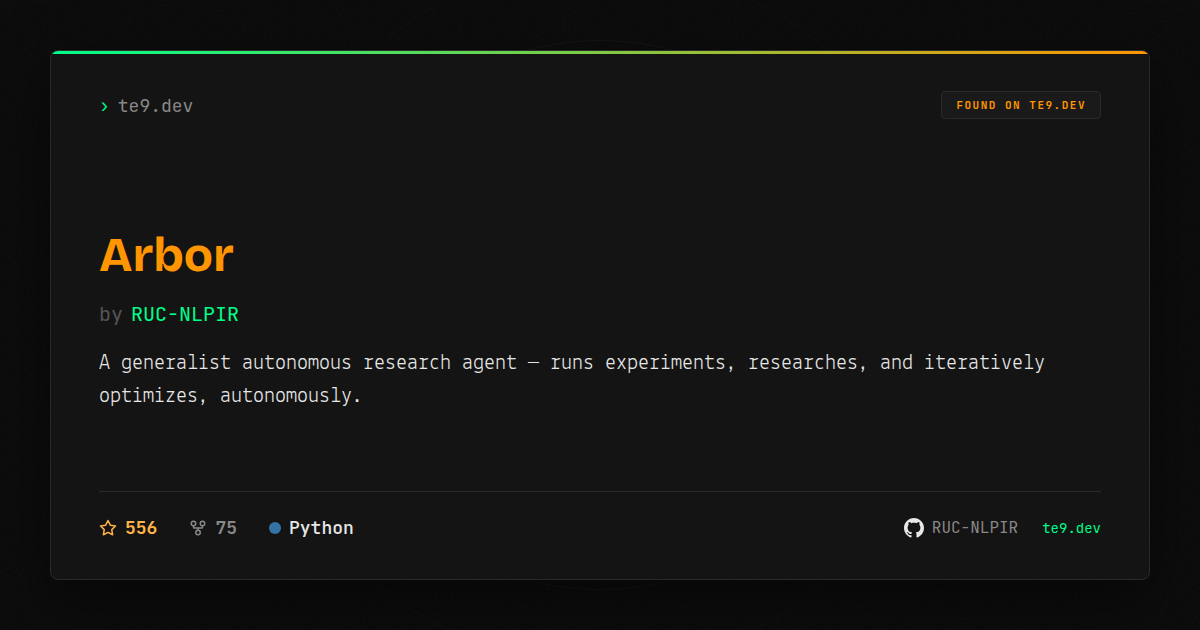 › te9.dev
FOUND ON TE9.DEV
Arbor
by RUC-NLPIR
A generalist autonomous research agent — runs experiments, researches, and iteratively
optimizes, autonomously.
556 75 Python
RUC-NLPIR te9.dev